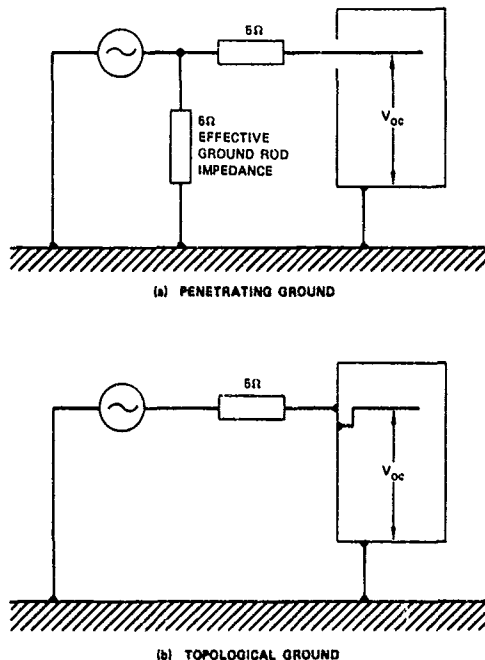 5Ω
5Ω
EFFECTIVE
GROUND ROD
IMPEDANCE
Voc
(a) PENETRATING GROUND
5Ω
Voc
(b) TOPOLOGICAL GROUND